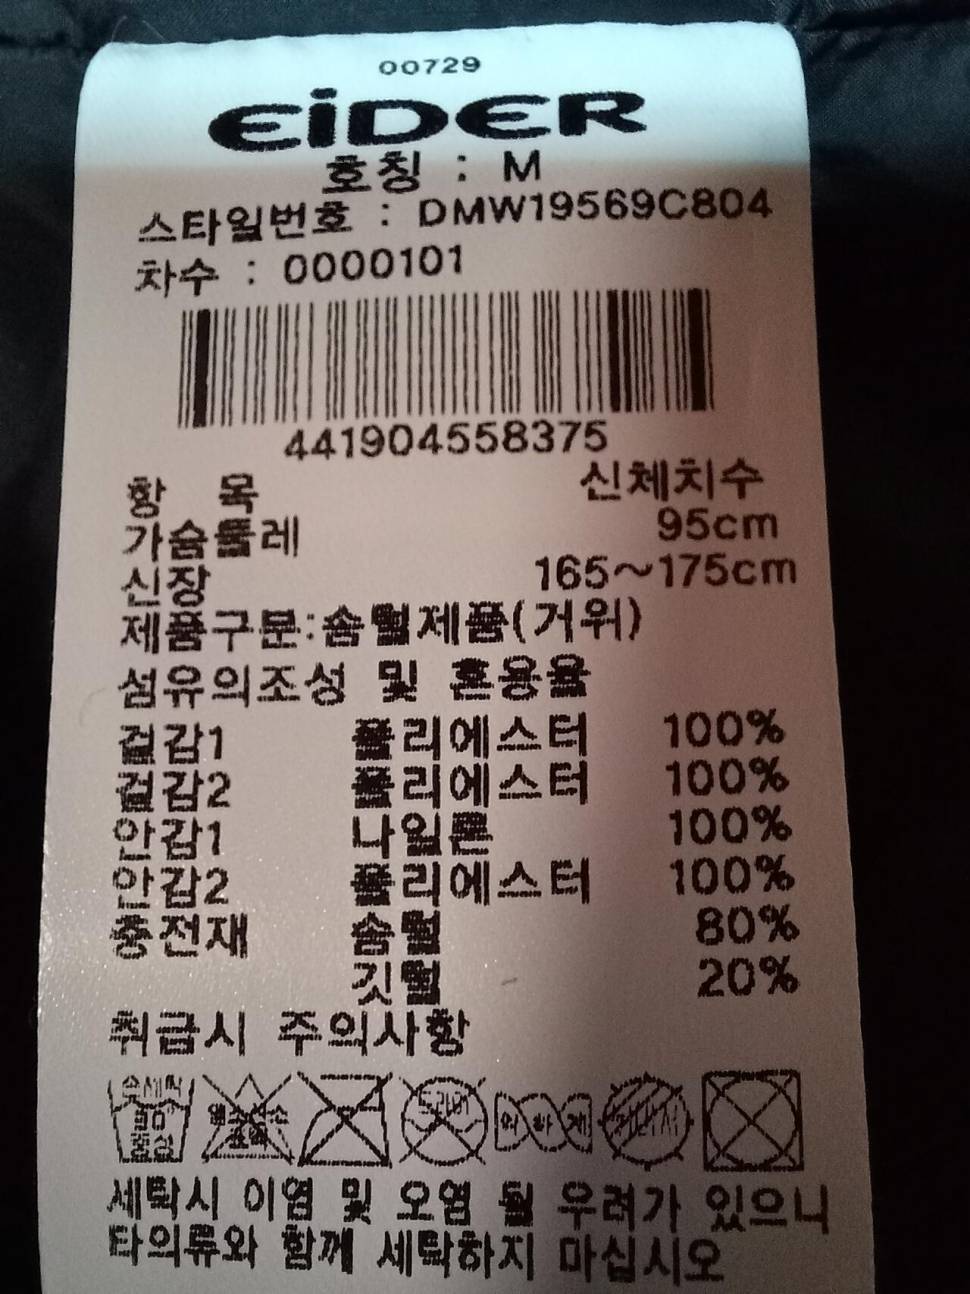 00729
EiDER
호칭 : M
스타일번호 : DMW19569C804
차수 : 0000101
441904558375
항 목 신체치수
가슴둘레 95cm
신장 165~175cm
제품구분:솜털제품(거위)
섬유의조성 및 혼용율
겉감1 폴리에스터 100%
겉감2 폴리에스터 100%
안감1 나일론 100%
안감2 폴리에스터 100%
충전재 솜털 80%
깃털 20%
취급시 주의사항
손세탁 드라이 약하게
30° 중성
세탁시 이염 및 오염 될 우려가 있으니
타의류와 함께 세탁하지 마십시오